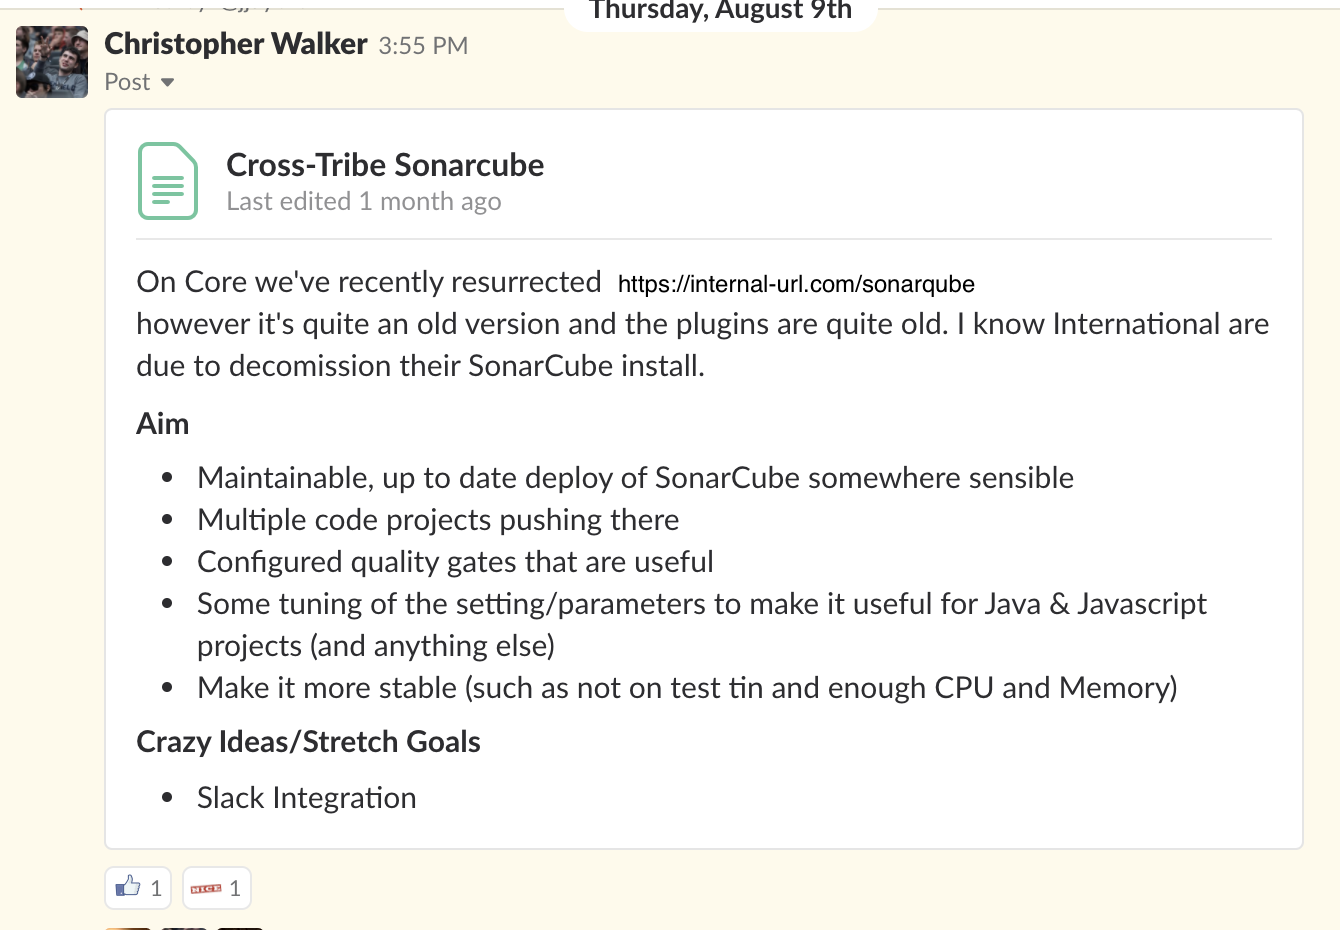 Thursday, August 9th
Christopher Walker 3:55 PM
Post
Cross-Tribe Sonarcube
Last edited 1 month ago
On Core we've recently resurrected https://internal-url.com/sonarqube
however it's quite an old version and the plugins are quite old. I know International are
due to decomission their SonarCube install.
Aim
• Maintainable, up to date deploy of SonarCube somewhere sensible
• Multiple code projects pushing there
• Configured quality gates that are useful
• Some tuning of the setting/parameters to make it useful for Java & Javascript
projects (and anything else)
• Make it more stable (such as not on test tin and enough CPU and Memory)
Crazy Ideas/Stretch Goals
• Slack Integration
1 NICE 1